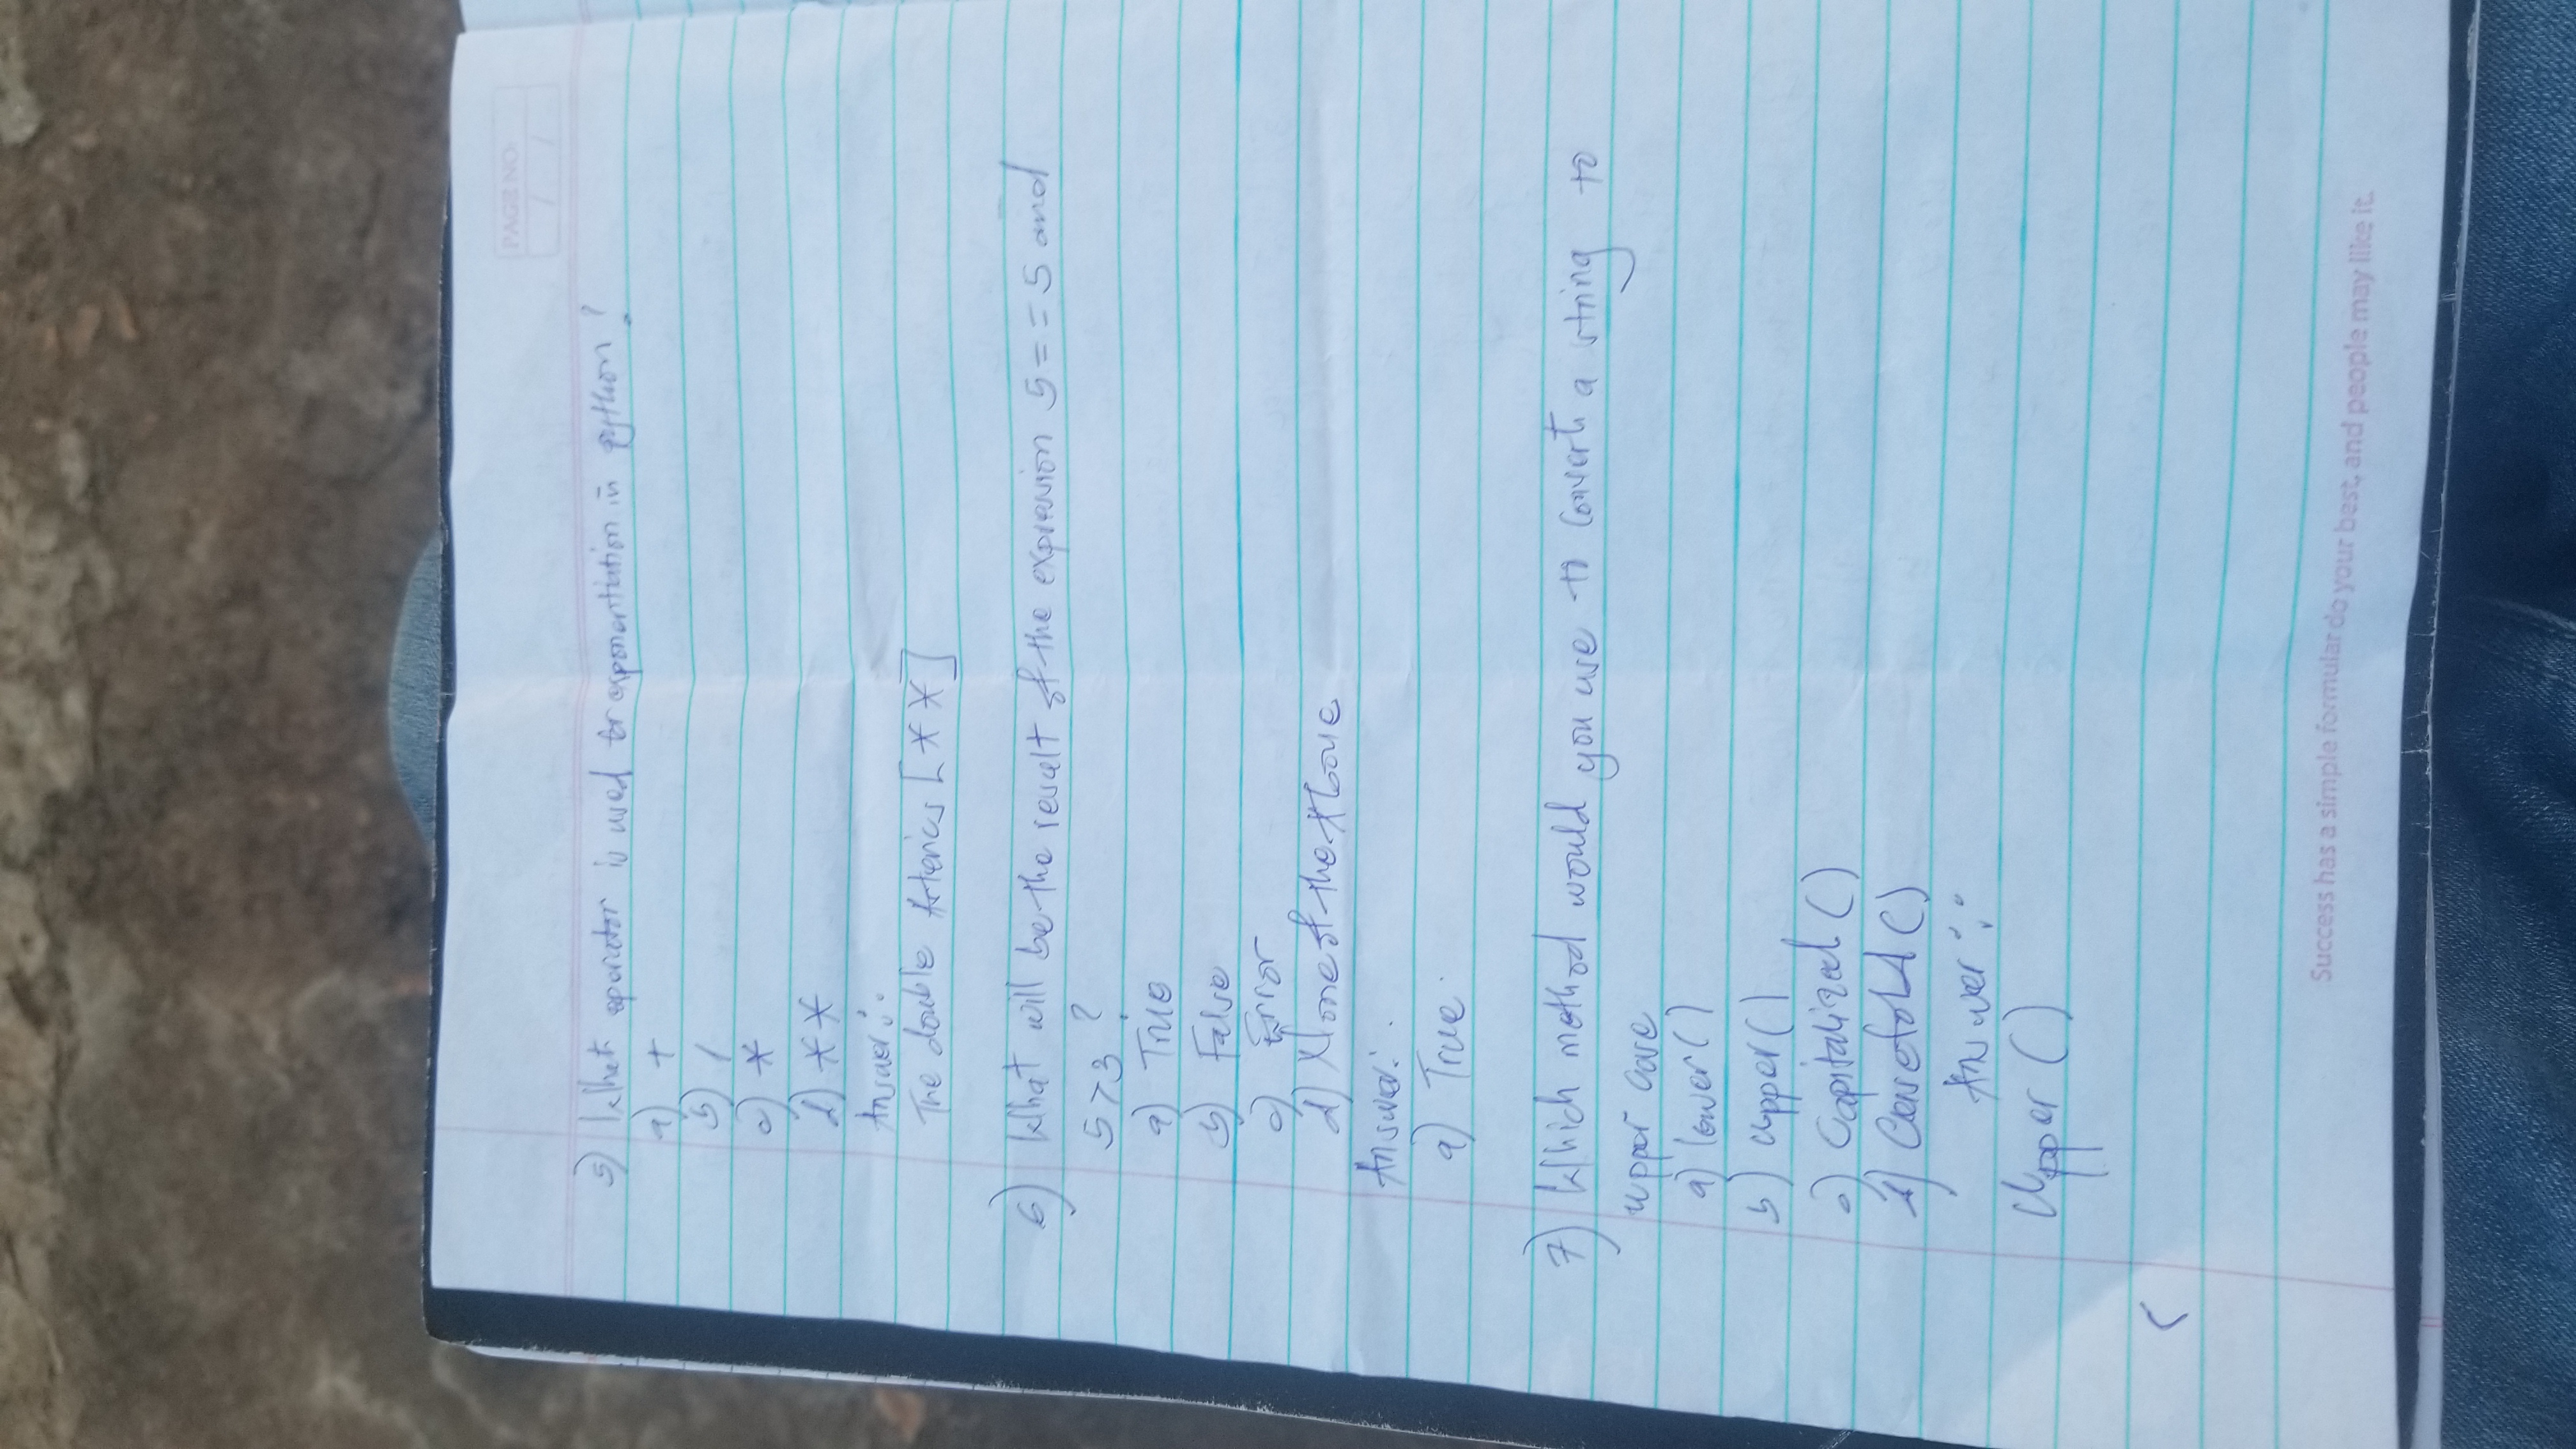 PAGE NO:
5) What operator is used for exponentiation in python?
a) +
b) /
c) *
d) **
Answer:.
The double Asterics [**]
6) What will be the result of the expression 5 == 5 and
5>3 ?
a) True
b) False
c) Error
d) None of the Above
Answer:.
a) True.
7) Which method would you use to convert a string to
upper case
a) lower()
b) upper()
c) Capitalized()
d) Casefold()
Answer:.
Upper()
Success has a simple formular do your best, and people may like it.